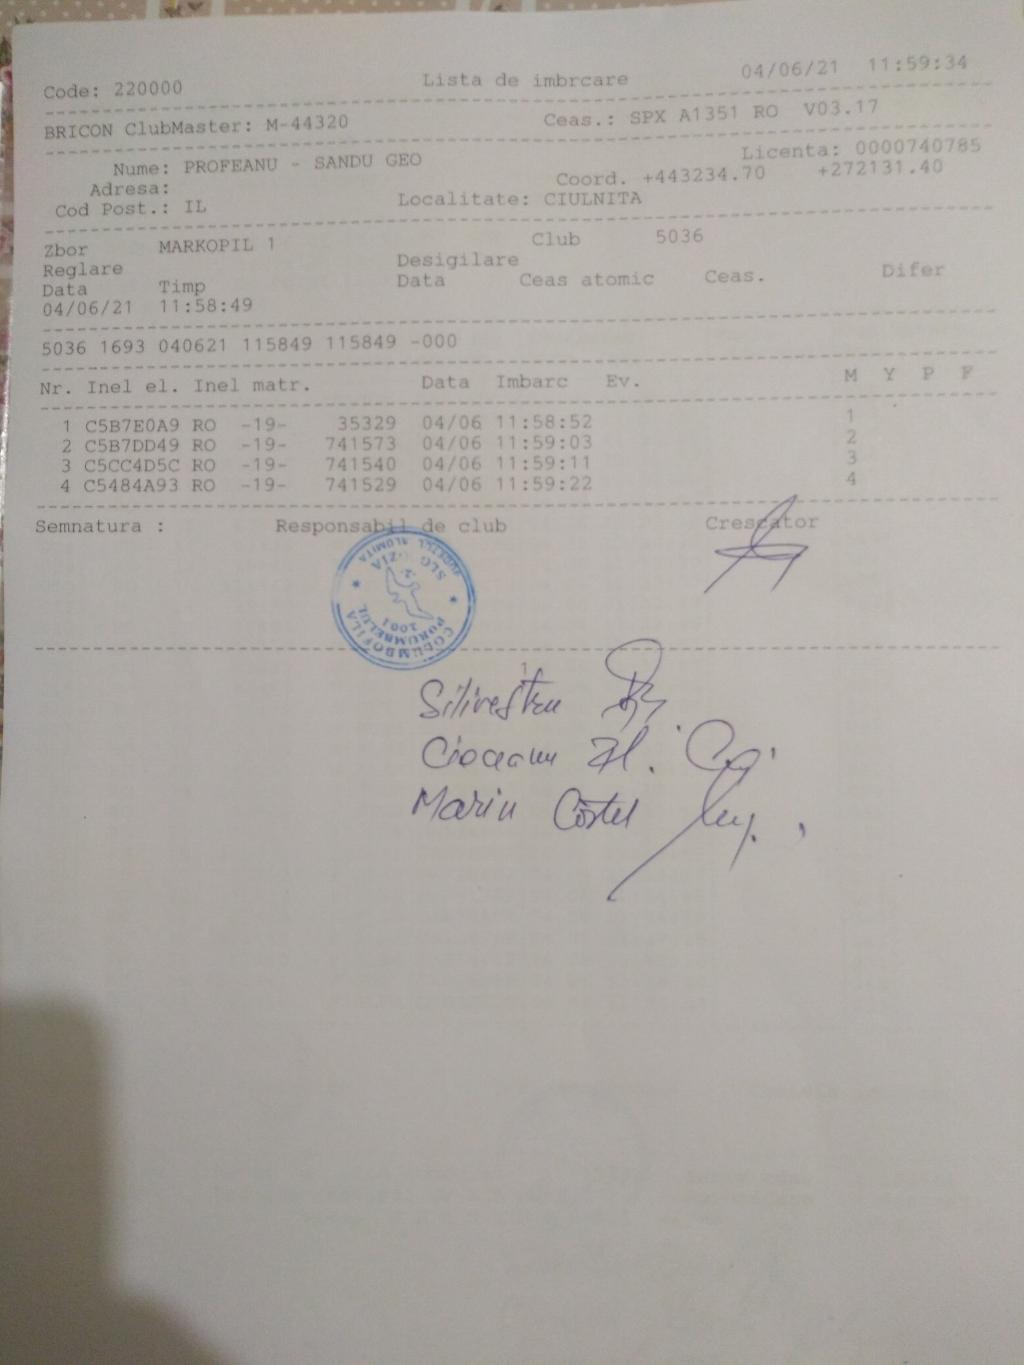 Code: 220000 Lista de imbrcare 04/06/21 11:59:34
BRICON ClubMaster: M-44320 Ceas.: SPX A1351 RO V03.17
Nume: PROFEANU - SANDU GEO Licenta: 0000740785
Adresa: Coord. +443234.70 +272131.40
Cod Post.: IL Localitate: CIULNITA
Zbor MARKOPIL 1 Club 5036
Reglare Desigilare
Data Timp Data Ceas atomic Ceas. Difer
04/06/21 11:58:49
5036 1693 040621 115849 115849 -000
Nr. Inel el. Inel matr. Data Imbarc Ev. M Y P F
1 C5B7E0A9 RO -19- 35329 04/06 11:58:52 1
2 C5B7DD49 RO -19- 741573 04/06 11:59:03 2
3 C5CC4D5C RO -19- 741540 04/06 11:59:11 3
4 C5484A93 RO -19- 741529 04/06 11:59:22 4
Semnatura : Responsabil de club Crescator
COLUMBOFILA
PORUMBELUL
2001
Silivestru
Marin Costel